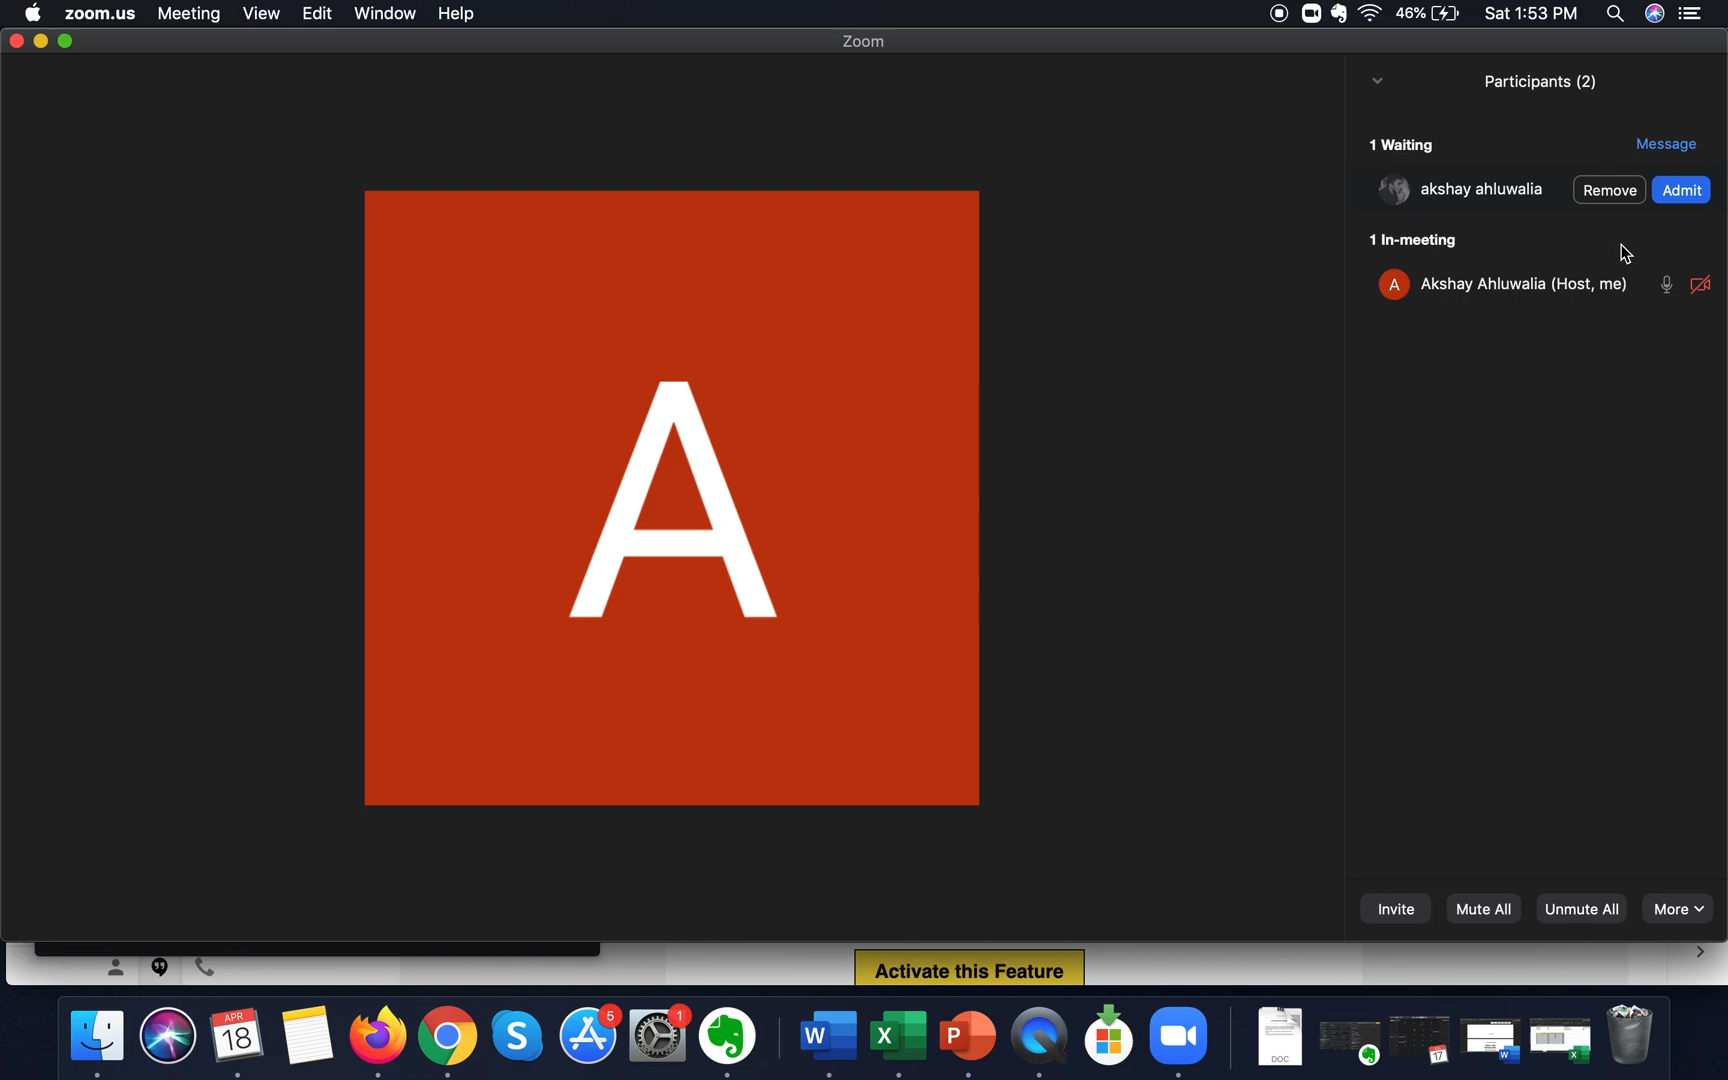 zoom.us Meeting View Edit Window Help
46% Sat 1:53 PM
Zoom
Participants (2)
1 Waiting Message
akshay ahluwalia Remove Admit
1 In-meeting
A Akshay Ahluwalia (Host, me)
A
Invite Mute All Unmute All More
Activate this Feature
APR
18
S
5
1
W
X
P
DOC
17
W
X